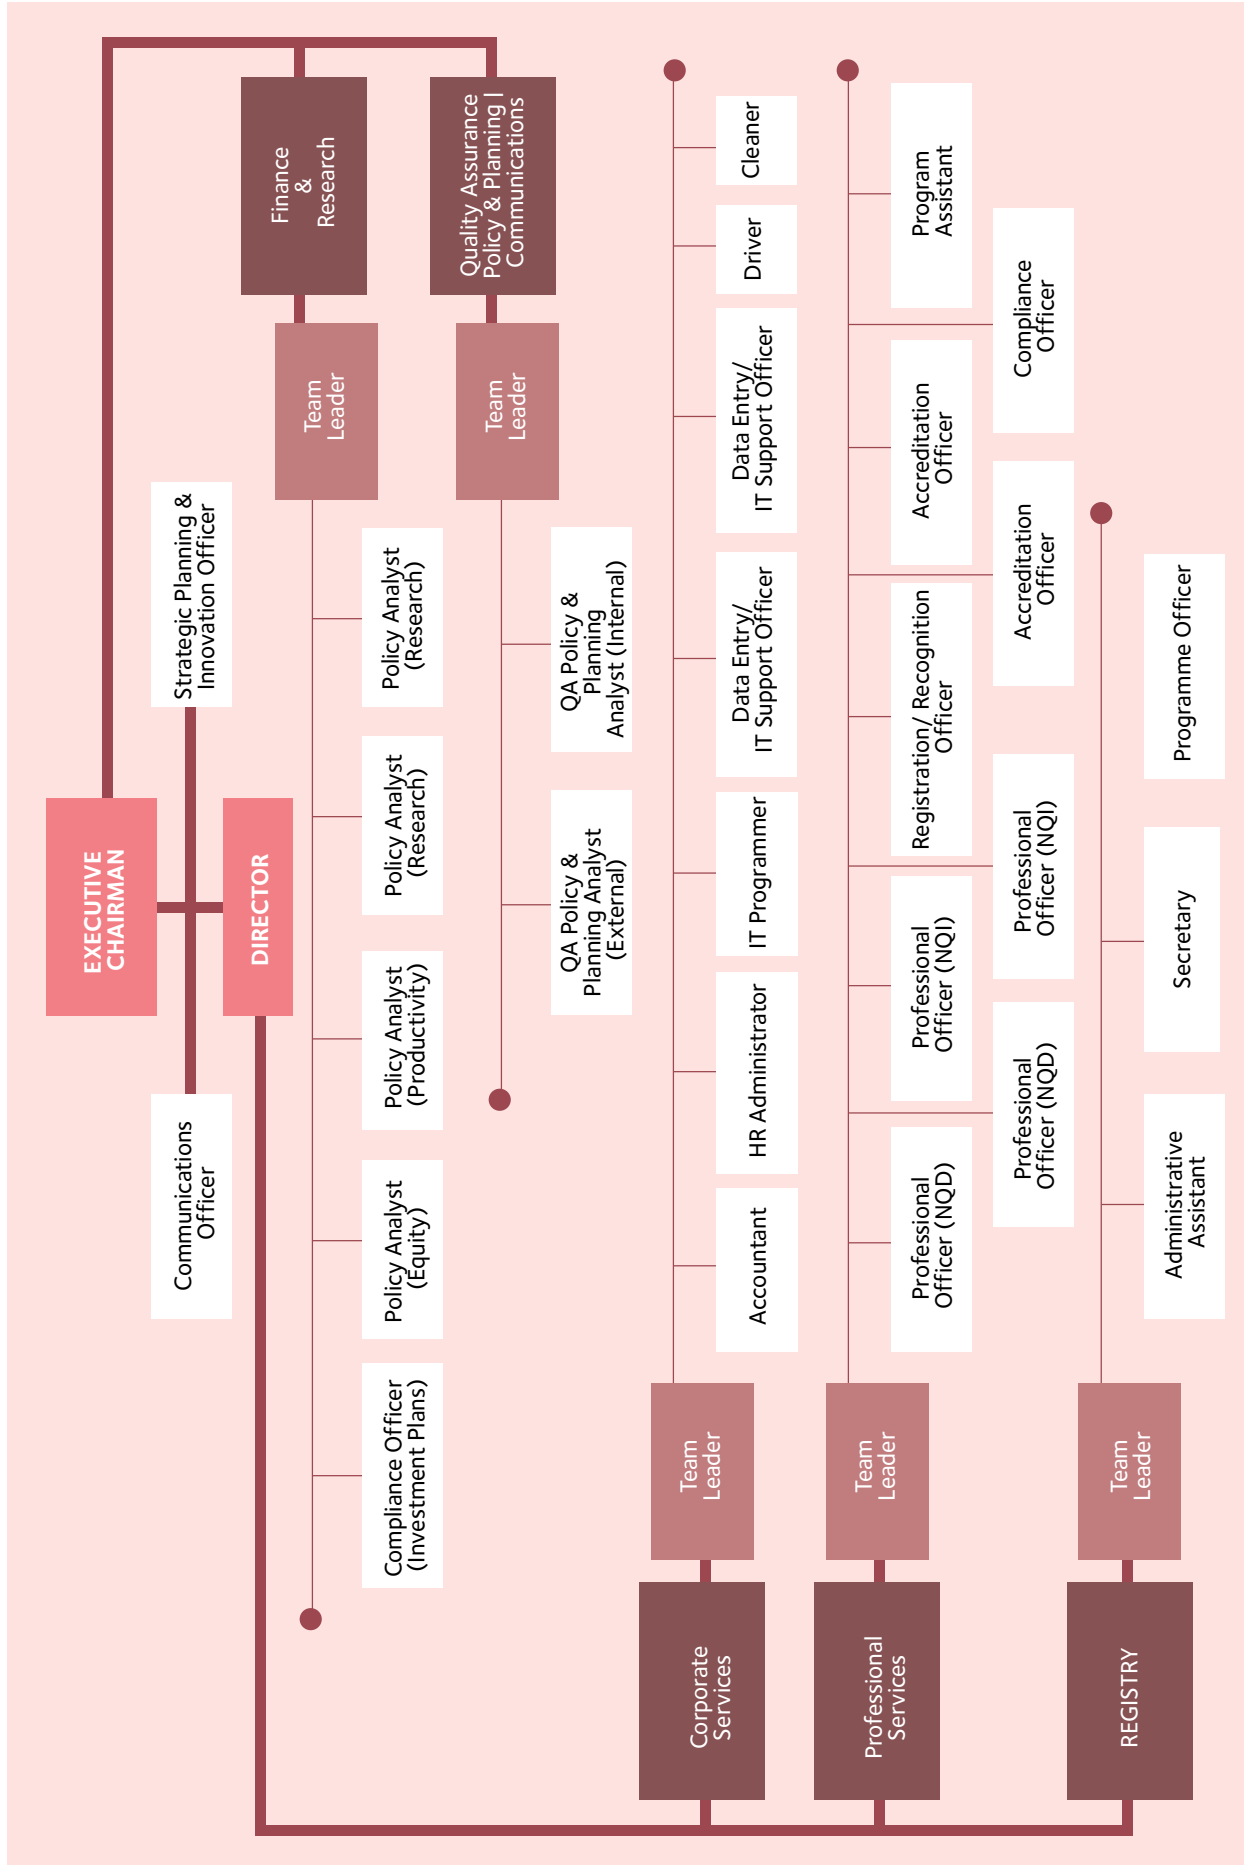 EXECUTIVE
CHAIRMAN
Communications
Officer
Strategic Planning &
Innovation Officer
DIRECTOR
Finance
&
Research
Team
Leader
Compliance Officer
(Investment Plans)
Policy Analyst
(Equity)
Policy Analyst
(Productivity)
Policy Analyst
(Research)
Policy Analyst
(Research)
Quality Assurance
Policy & Planning |
Communications
Team
Leader
QA Policy &
Planning Analyst
(External)
QA Policy &
Planning
Analyst (Internal)
Corporate
Services
Team
Leader
Accountant
HR Administrator
IT Programmer
Data Entry/
IT Support Officer
Data Entry/
IT Support Officer
Driver
Cleaner
Professional
Services
Team
Leader
Professional
Officer (NQD)
Professional
Officer (NQI)
Registration/ Recognition
Officer
Accreditation
Officer
Program
Assistant
Professional
Officer (NQD)
Professional
Officer (NQI)
Accreditation
Officer
Compliance
Officer
REGISTRY
Team
Leader
Administrative
Assistant
Secretary
Programme Officer